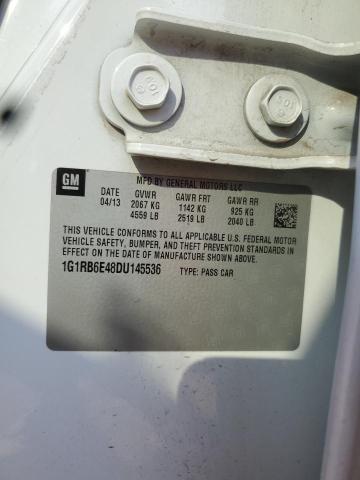 GM
MFD BY GENERAL MOTORS LLC
DATE GVWR GAWR FRT GAWR RR
04/13 2067 KG 1142 KG 925 KG
4559 LB 2519 LB 2040 LB
THIS VEHICLE CONFORMS TO ALL APPLICABLE U.S. FEDERAL MOTOR
VEHICLE SAFETY, BUMPER, AND THEFT PREVENTION STANDARDS
IN EFFECT ON THE DATE OF MANUFACTURE SHOWN ABOVE.
1G1RB6E48DU145536 TYPE: PASS CAR